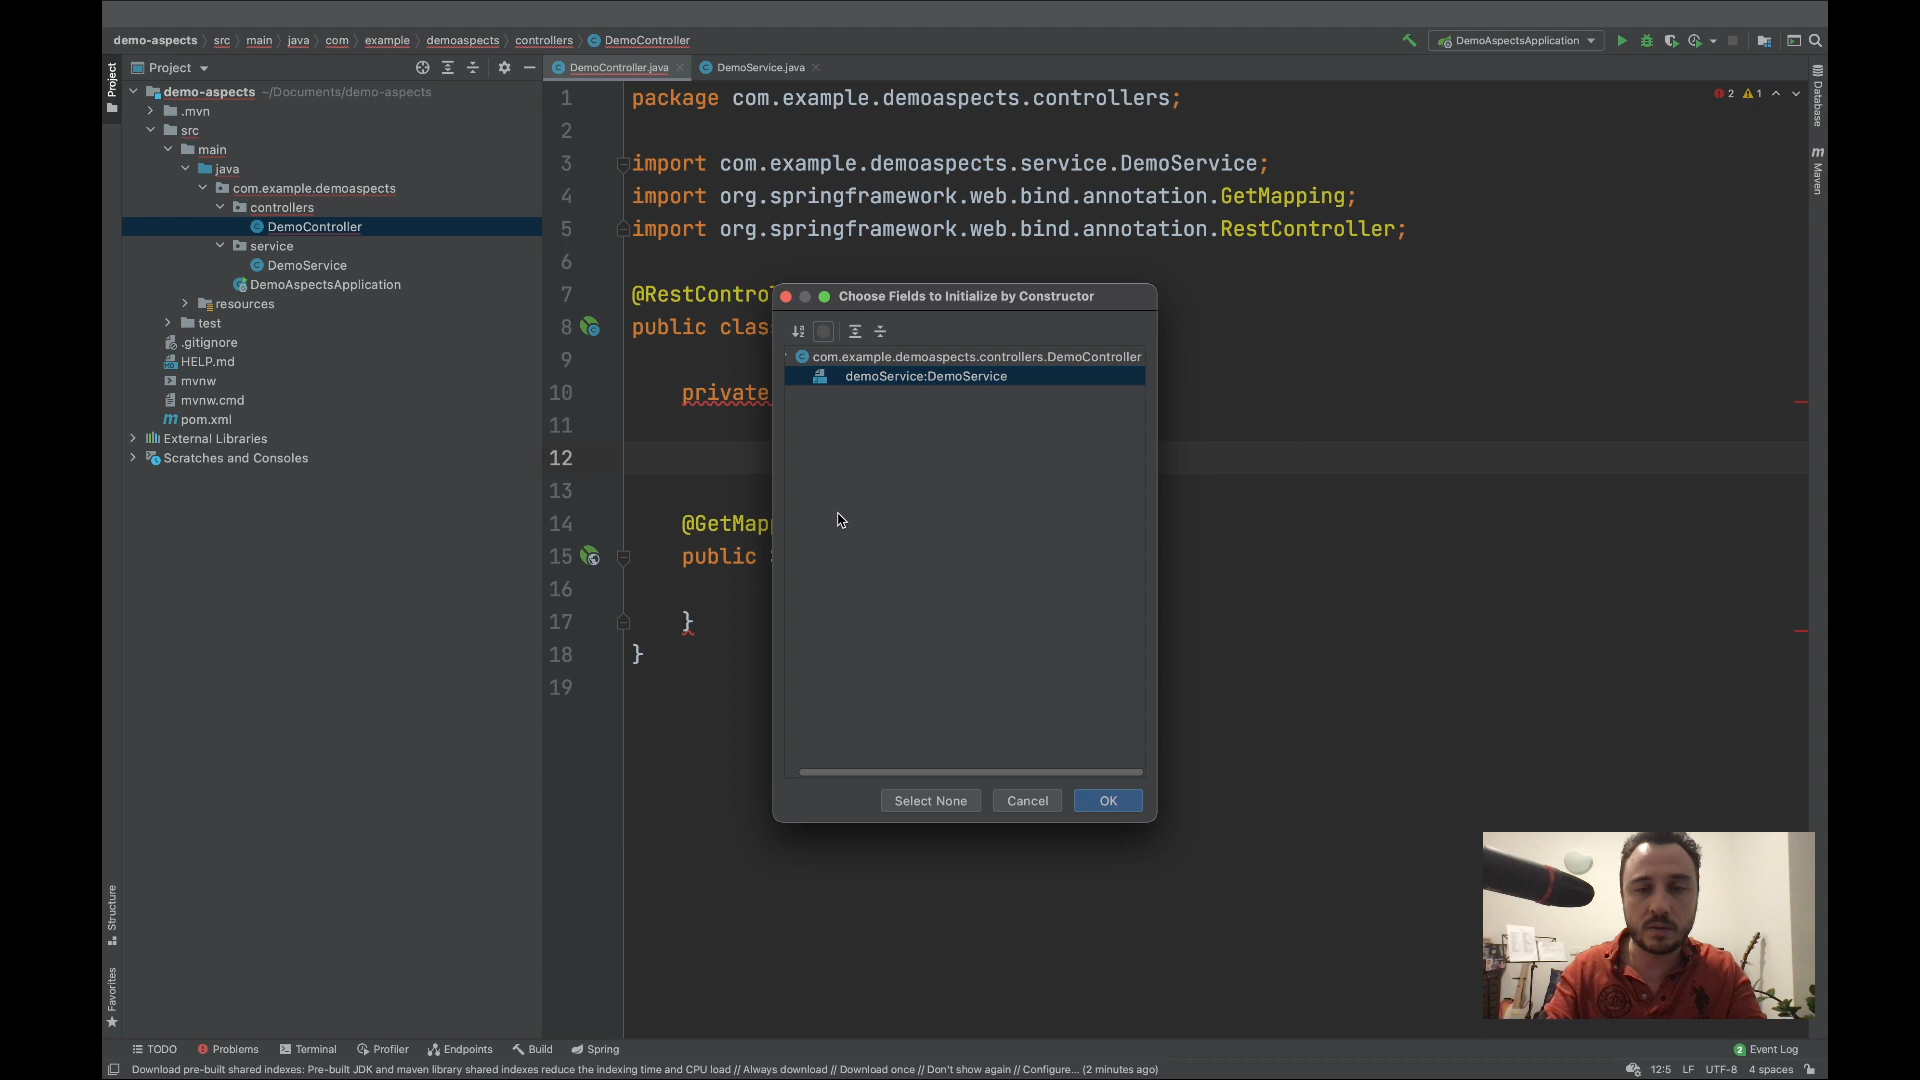 demo-aspects src main java com example demoaspects controllers DemoController
DemoAspectsApplication
Project
DemoController.java
DemoService.java
Project
demo-aspects ~/Documents/demo-aspects
.mvn
src
main
java
com.example.demoaspects
controllers
DemoController
service
DemoService
DemoAspectsApplication
resources
test
.gitignore
HELP.md
mvnw
mvnw.cmd
pom.xml
External Libraries
Scratches and Consoles
Structure
Favorites
1 package com.example.demoaspects.controllers;
2
3 import com.example.demoaspects.service.DemoService;
4 import org.springframework.web.bind.annotation.GetMapping;
5 import org.springframework.web.bind.annotation.RestController;
6
7 @RestContro
8 public clas
9
10 private
11
12
13
14 @GetMap
15 public
16
17 }
18 }
19
2 1
Database
Maven
Choose Fields to Initialize by Constructor
com.example.demoaspects.controllers.DemoController
demoService:DemoService
Select None Cancel OK
TODO Problems Terminal Profiler Endpoints Build Spring
2 Event Log
Download pre-built shared indexes: Pre-built JDK and maven library shared indexes reduce the indexing time and CPU load // Always download // Download once // Don't show again // Configure... (2 minutes ago)
12:5 LF UTF-8 4 spaces